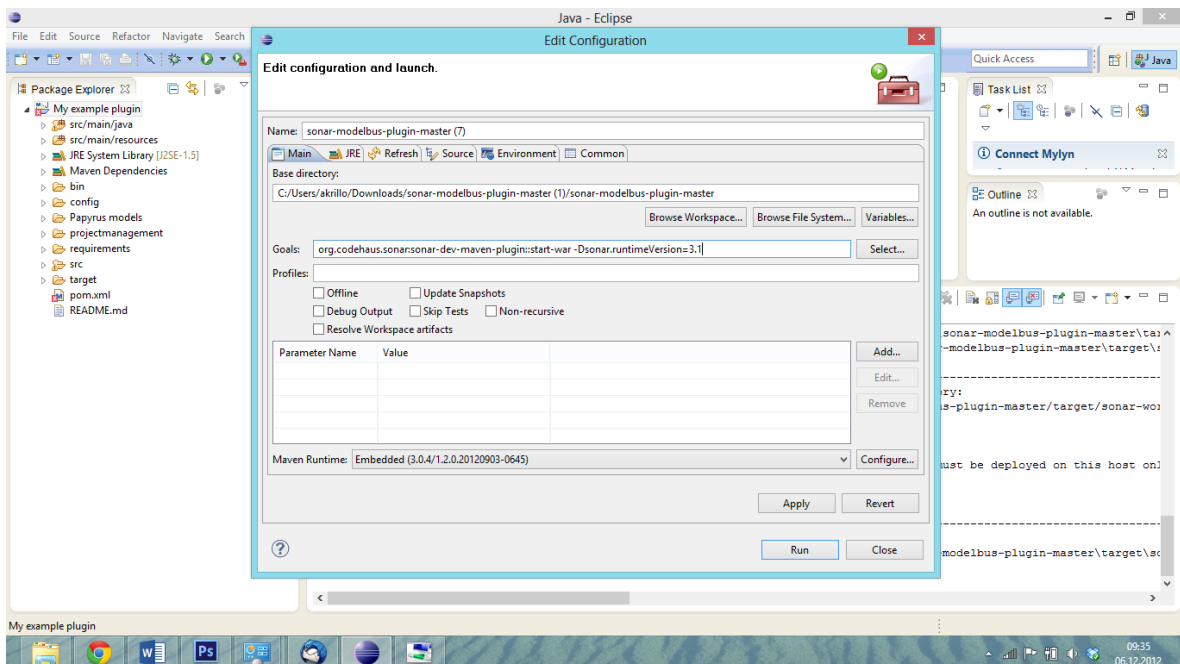 Java - Eclipse
File Edit Source Refactor Navigate Search
Quick Access
Java
Package Explorer
My example plugin
src/main/java
src/main/resources
JRE System Library [J2SE-1.5]
Maven Dependencies
bin
config
Papyrus models
projectmanagement
requirements
src
target
pom.xml
README.md
Edit Configuration
Edit configuration and launch.
Name: sonar-modelbus-plugin-master (7)
Main JRE Refresh Source Environment Common
Base directory:
C:/Users/akrillo/Downloads/sonar-modelbus-plugin-master (1)/sonar-modelbus-plugin-master
Browse Workspace... Browse File System... Variables...
Goals: org.codehaus.sonar:sonar-dev-maven-plugin::start-war -Dsonar.runtimeVersion=3.1 Select...
Profiles:
Offline Update Snapshots
Debug Output Skip Tests Non-recursive
Resolve Workspace artifacts
Parameter Name Value
Add...
Edit...
Remove
Maven Runtime: Embedded (3.0.4/1.2.0.20120903-0645) Configure...
Apply Revert
Run Close
Task List
Connect Mylyn
Outline
An outline is not available.
sonar-modelbus-plugin-master\ta
-modelbus-plugin-master\target\
----------------------------
ry:
s-plugin-master/target/sonar-wo
ust be deployed on this host onl
----------------------------
modelbus-plugin-master\target\so
My example plugin
W Ps
09:35
06.12.2012